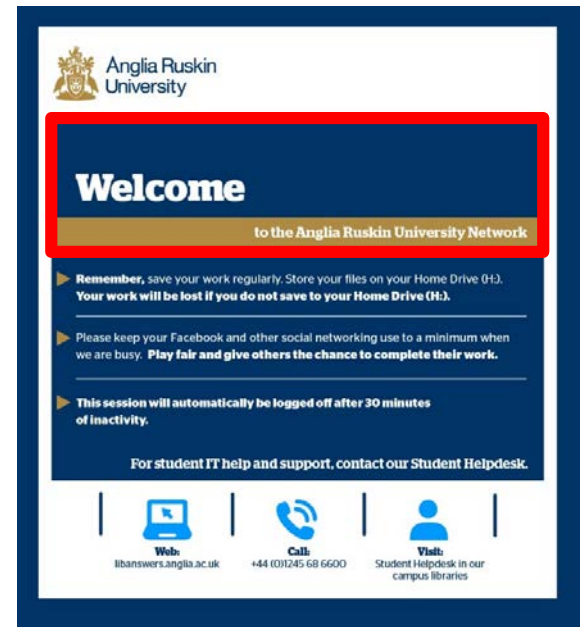 Anglia Ruskin
University
Welcome
to the Anglia Ruskin University Network
Remember, save your work regularly. Store your files on your Home Drive (H:).
Your work will be lost if you do not save to your Home Drive (H:).
Please keep your Facebook and other social networking use to a minimum when
we are busy. Play fair and give others the chance to complete their work.
This session will automatically be logged off after 30 minutes
of inactivity.
For student IT help and support, contact our Student Helpdesk.
Web:
libanswers.anglia.ac.uk
Call:
+44 (0)1245 68 6600
Visit:
Student Helpdesk in our
campus libraries